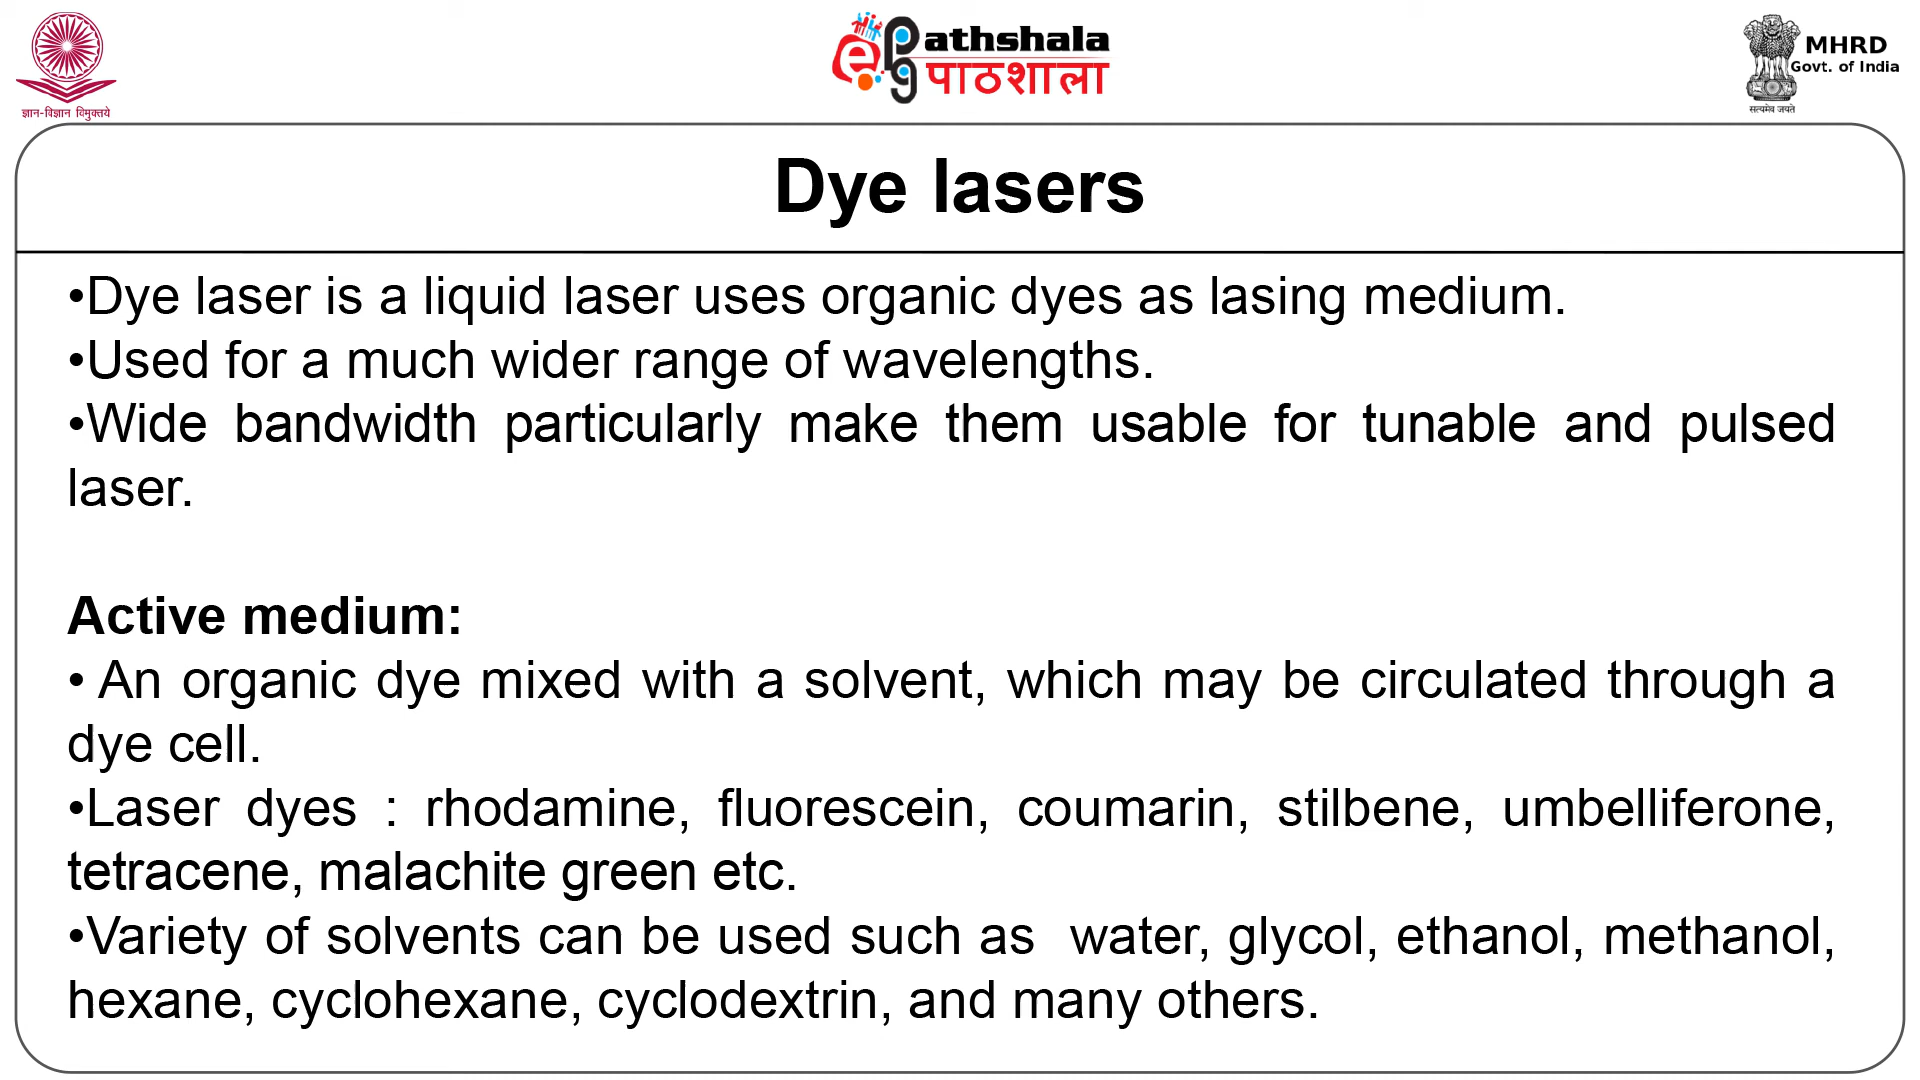 ज्ञान-विज्ञान विमुक्तये
ePG Pathshala
पाठशाला
MHRD
Govt. of India
सत्यमेव जयते
Dye lasers
•Dye laser is a liquid laser uses organic dyes as lasing medium.
•Used for a much wider range of wavelengths.
•Wide bandwidth particularly make them usable for tunable and pulsed
laser.
Active medium:
• An organic dye mixed with a solvent, which may be circulated through a
dye cell.
•Laser dyes : rhodamine, fluorescein, coumarin, stilbene, umbelliferone,
tetracene, malachite green etc.
•Variety of solvents can be used such as  water, glycol, ethanol, methanol,
hexane, cyclohexane, cyclodextrin, and many others.